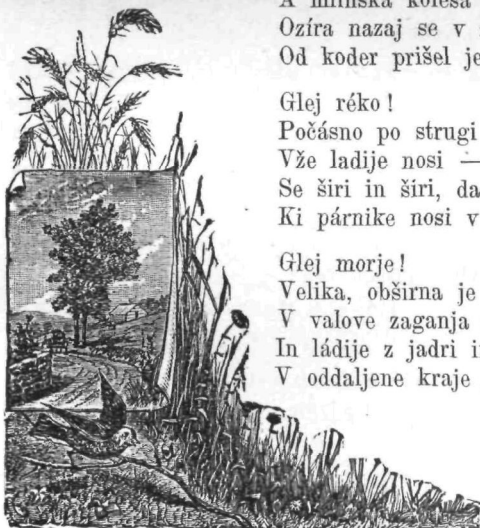 A mlinska kolesa
Ozíra nazaj se v
Od koder prišel je
Glej réko!
Počásno po strugi
Vže ladije nosi —
Se širi in šíri, da
Ki párnike nosi v
Glej morje!
Velika, obširna je
V valove zaganja
In ládije z jadri
V oddaljene kraje